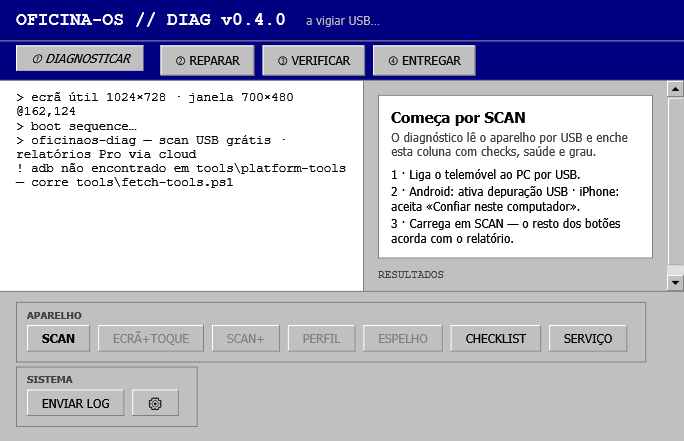 OFICINA-OS // DIAG v0.4.0 a vigiar USB…
① DIAGNOSTICAR ② REPARAR ③ VERIFICAR ④ ENTREGAR
> ecrã útil 1024×728 · janela 700×480
@162,124
> boot sequence…
> oficinaos-diag — scan USB grátis ·
relatórios Pro via cloud
! adb não encontrado em tools\platform-tools
— corre tools\fetch-tools.ps1
Começa por SCAN
O diagnóstico lê o aparelho por USB e enche
esta coluna com checks, saúde e grau.
1 · Liga o telemóvel ao PC por USB.
2 · Android: ativa depuração USB · iPhone:
aceita «Confiar neste computador».
3 · Carrega em SCAN — o resto dos botões
acorda com o relatório.
RESULTADOS
APARELHO
SCAN ECRÃ+TOQUE SCAN+ PERFIL ESPELHO CHECKLIST SERVIÇO
SISTEMA
ENVIAR LOG